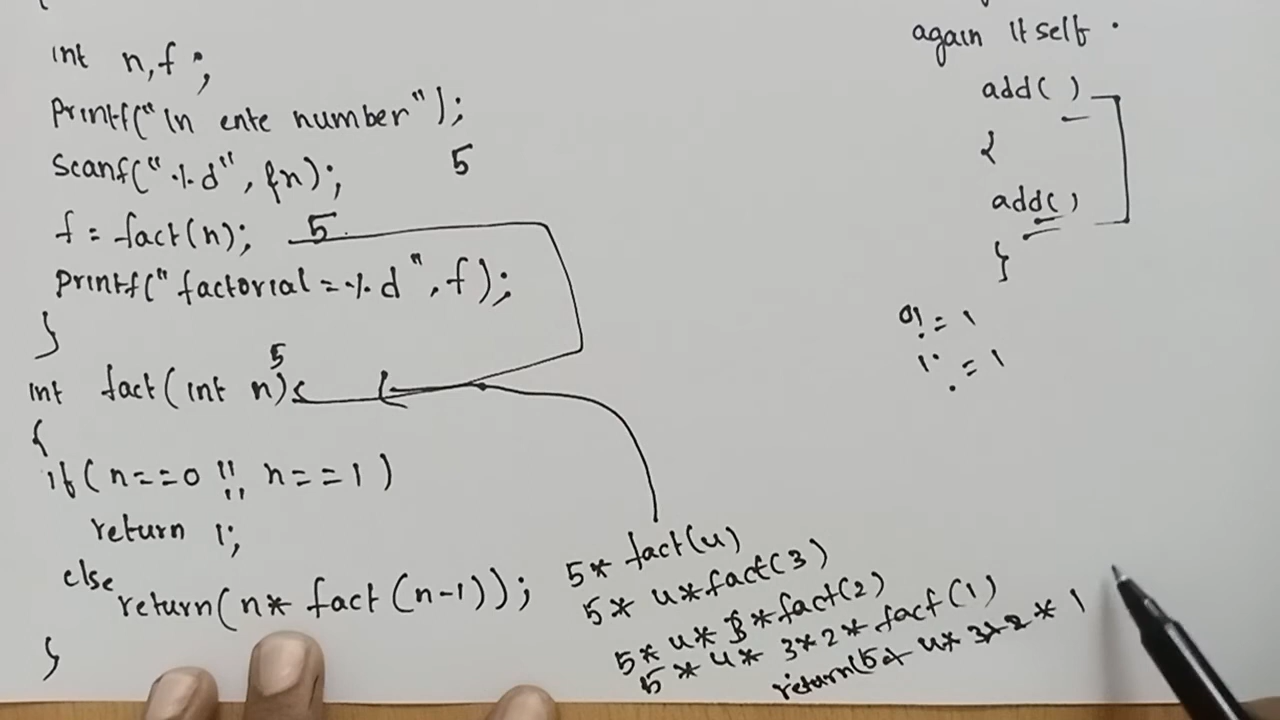 {
int n,f;
Printf("\n ente number");
Scanf("%d", &n);
5
f = fact(n);
5
Printf("factorial = %d", f);
}
5
int fact(int n)
{
if(n==0 || n==1)
return 1;
else
return(n* fact(n-1));
}
again Itself.
add()
{
add()
}
0! = 1
1! = 1
5* fact(4)
5* 4*fact(3)
5* 4* 3*fact(2)
5* 4* 3*2* fact(1)
return(5* 4* 3*2* 1